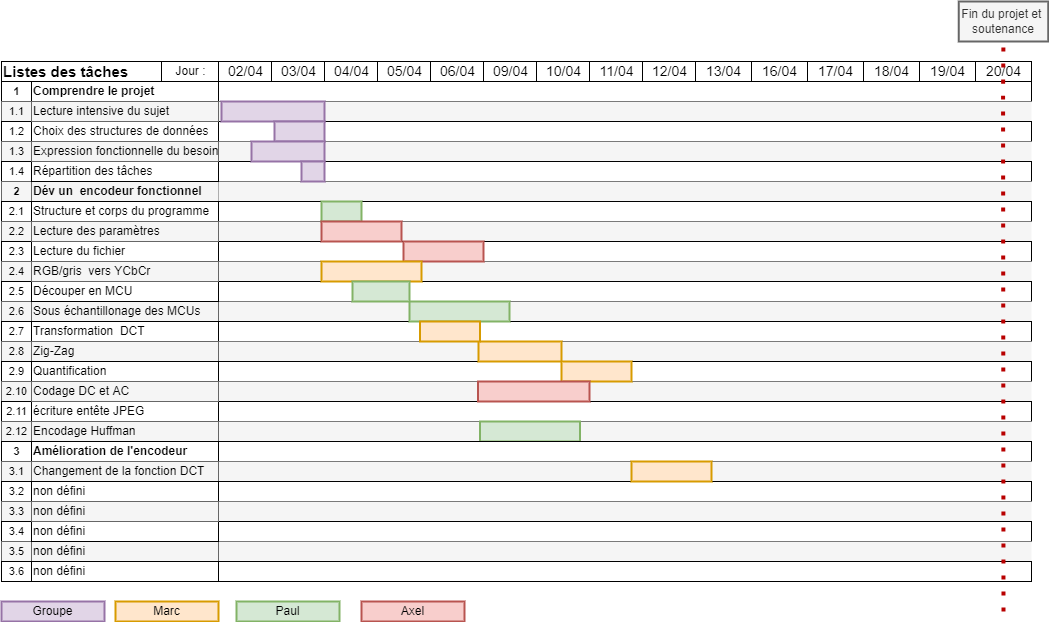 Fin du projet et
soutenance
Listes des tâches Jour : 02/04 03/04 04/04 05/04 06/04 09/04 10/04 11/04 12/04 13/04 16/04 17/04 18/04 19/04 20/04
1 Comprendre le projet
1.1 Lecture intensive du sujet
1.2 Choix des structures de données
1.3 Expression fonctionnelle du besoin
1.4 Répartition des tâches
2 Dév un encodeur fonctionnel
2.1 Structure et corps du programme
2.2 Lecture des paramètres
2.3 Lecture du fichier
2.4 RGB/gris vers YCbCr
2.5 Découper en MCU
2.6 Sous échantillonage des MCUs
2.7 Transformation DCT
2.8 Zig-Zag
2.9 Quantification
2.10 Codage DC et AC
2.11 écriture entête JPEG
2.12 Encodage Huffman
3 Amélioration de l'encodeur
3.1 Changement de la fonction DCT
3.2 non défini
3.3 non défini
3.4 non défini
3.5 non défini
3.6 non défini
Groupe Marc Paul Axel